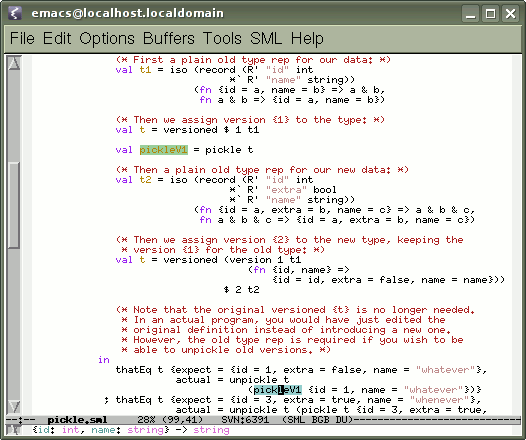 emacs@localhost.localdomain
File Edit Options Buffers Tools SML Help
(* First a plain old type rep for our data: *)
val t1 = iso (record (R' "id" int
*` R' "name" string))
(fn {id = a, name = b} => a & b,
fn a & b => {id = a, name = b})
(* Then we assign version {1} to the type: *)
val t = versioned $ 1 t1
val pickleV1 = pickle t
(* Then a plain old type rep for our new data: *)
val t2 = iso (record (R' "id" int
*` R' "extra" bool
*` R' "name" string))
(fn {id = a, extra = b, name = c} => a & b & c,
fn a & b & c => {id = a, extra = b, name = c})
(* Then we assign version {2} to the new type, keeping the
* version {1} for the old type: *)
val t = versioned (version 1 t1
(fn {id, name} =>
{id = id, extra = false, name = name}))
$ 2 t2
(* Note that the original versioned {t} is no longer needed.
* In an actual program, you would have just edited the
* original definition instead of introducing a new one.
* However, the old type rep is required if you wish to be
* able to unpickle old versions. *)
in
thatEq t {expect = {id = 1, extra = false, name = "whatever"},
actual = unpickle t
(pickleV1 {id = 1, name = "whatever"})}
; thatEq t {expect = {id = 3, extra = true, name = "whenever"},
actual = unpickle t (pickle t {id = 3, extra = true,
--:-- pickle.sml 28% (99,41) SVN:6391 (SML BGB DU)
{id: int, name: string} -> string